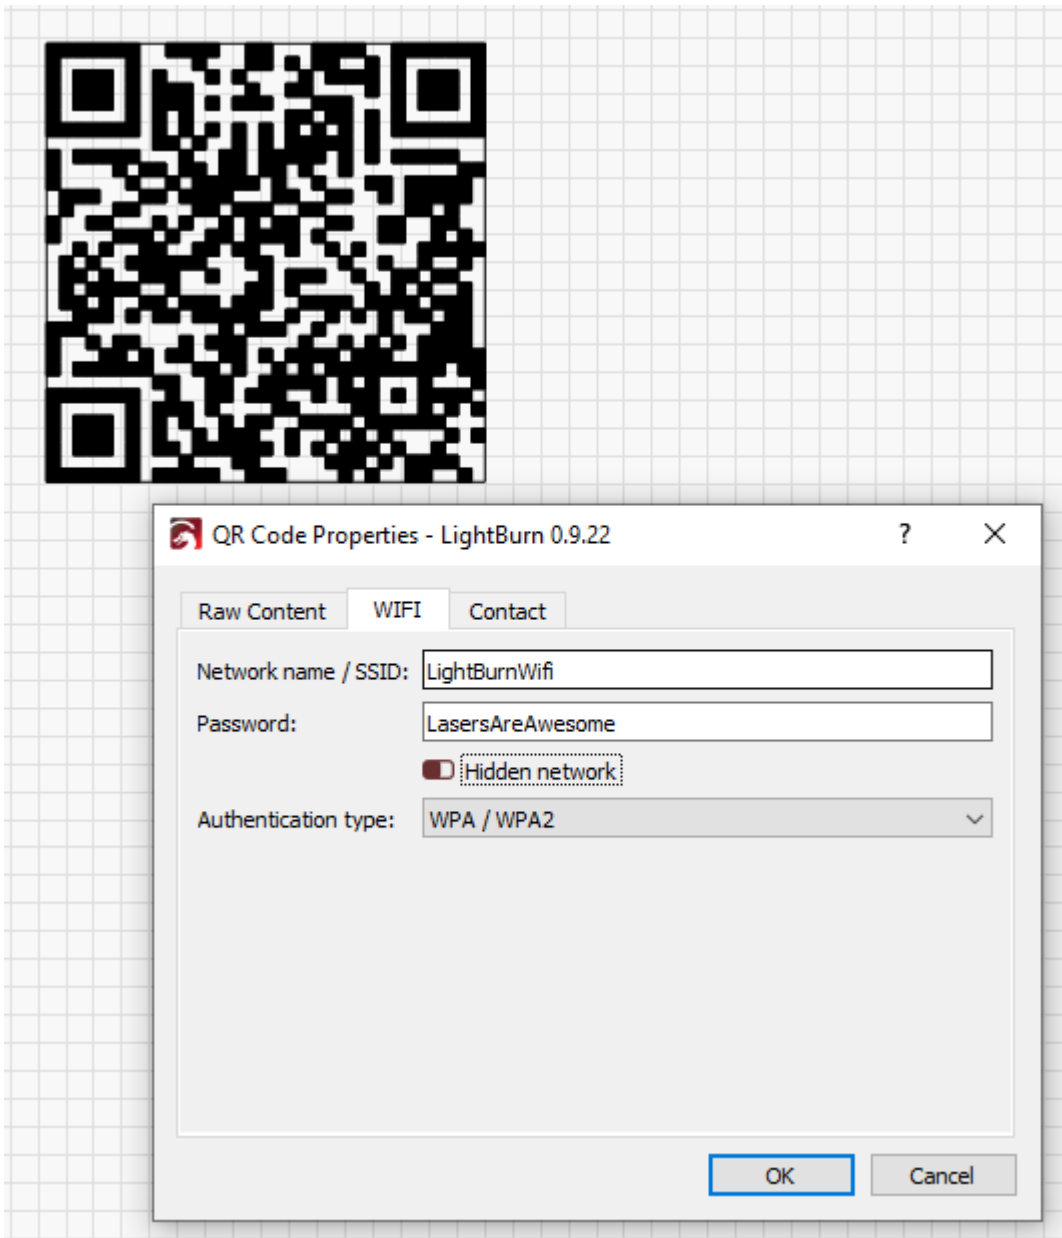 QR Code Properties - LightBurn 0.9.22 ?
Raw Content WIFI Contact
Network name / SSID: LightBurnWifi
Password: LasersAreAwesome
Hidden network
Authentication type: WPA / WPA2
OK Cancel